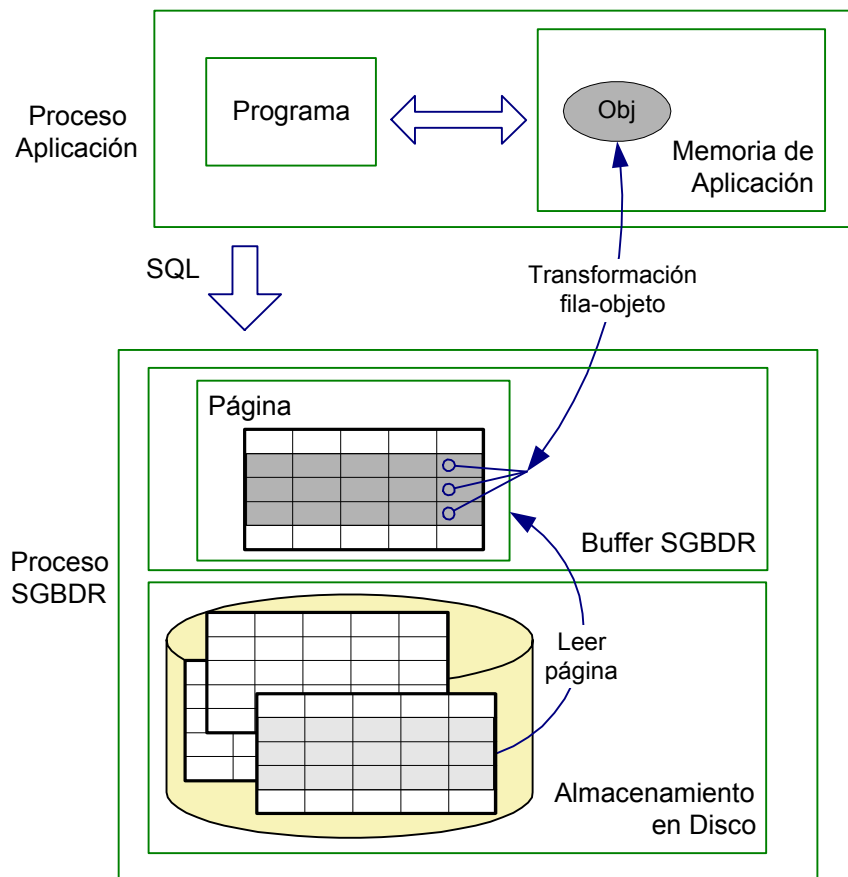 Proceso
Aplicación
Programa
Obj
Memoria de
Aplicación
SQL
Transformación
fila-objeto
Proceso
SGBDR
Página
Buffer SGBDR
Leer
página
Almacenamiento
en Disco